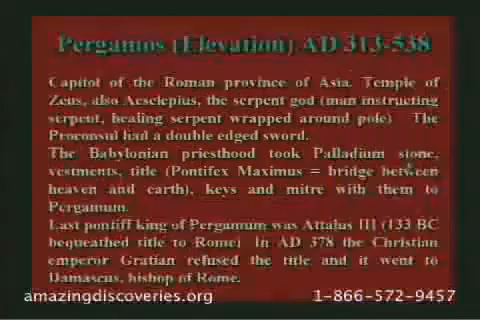 Pergamos (Elevation) AD 313-538
Capitol of the Roman province of Asia. Temple of
Zeus, also Aesclepius, the serpent god (man instructing
serpent, healing serpent wrapped around pole) The
Proconsul had a double edged sword.
The Babylonian priesthood took Palladium stone,
vestments, title (Pontifex Maximus = bridge between
heaven and earth), keys and mitre with them to
Pergamum.
Last pontiff king of Pergamum was Attalus III (133 BC
bequeathed title to Rome) In AD 378 the Christian
emperor Gratian refused the title and it went to
Damascus, bishop of Rome.
amazingdiscoveries.org 1-866-572-9457